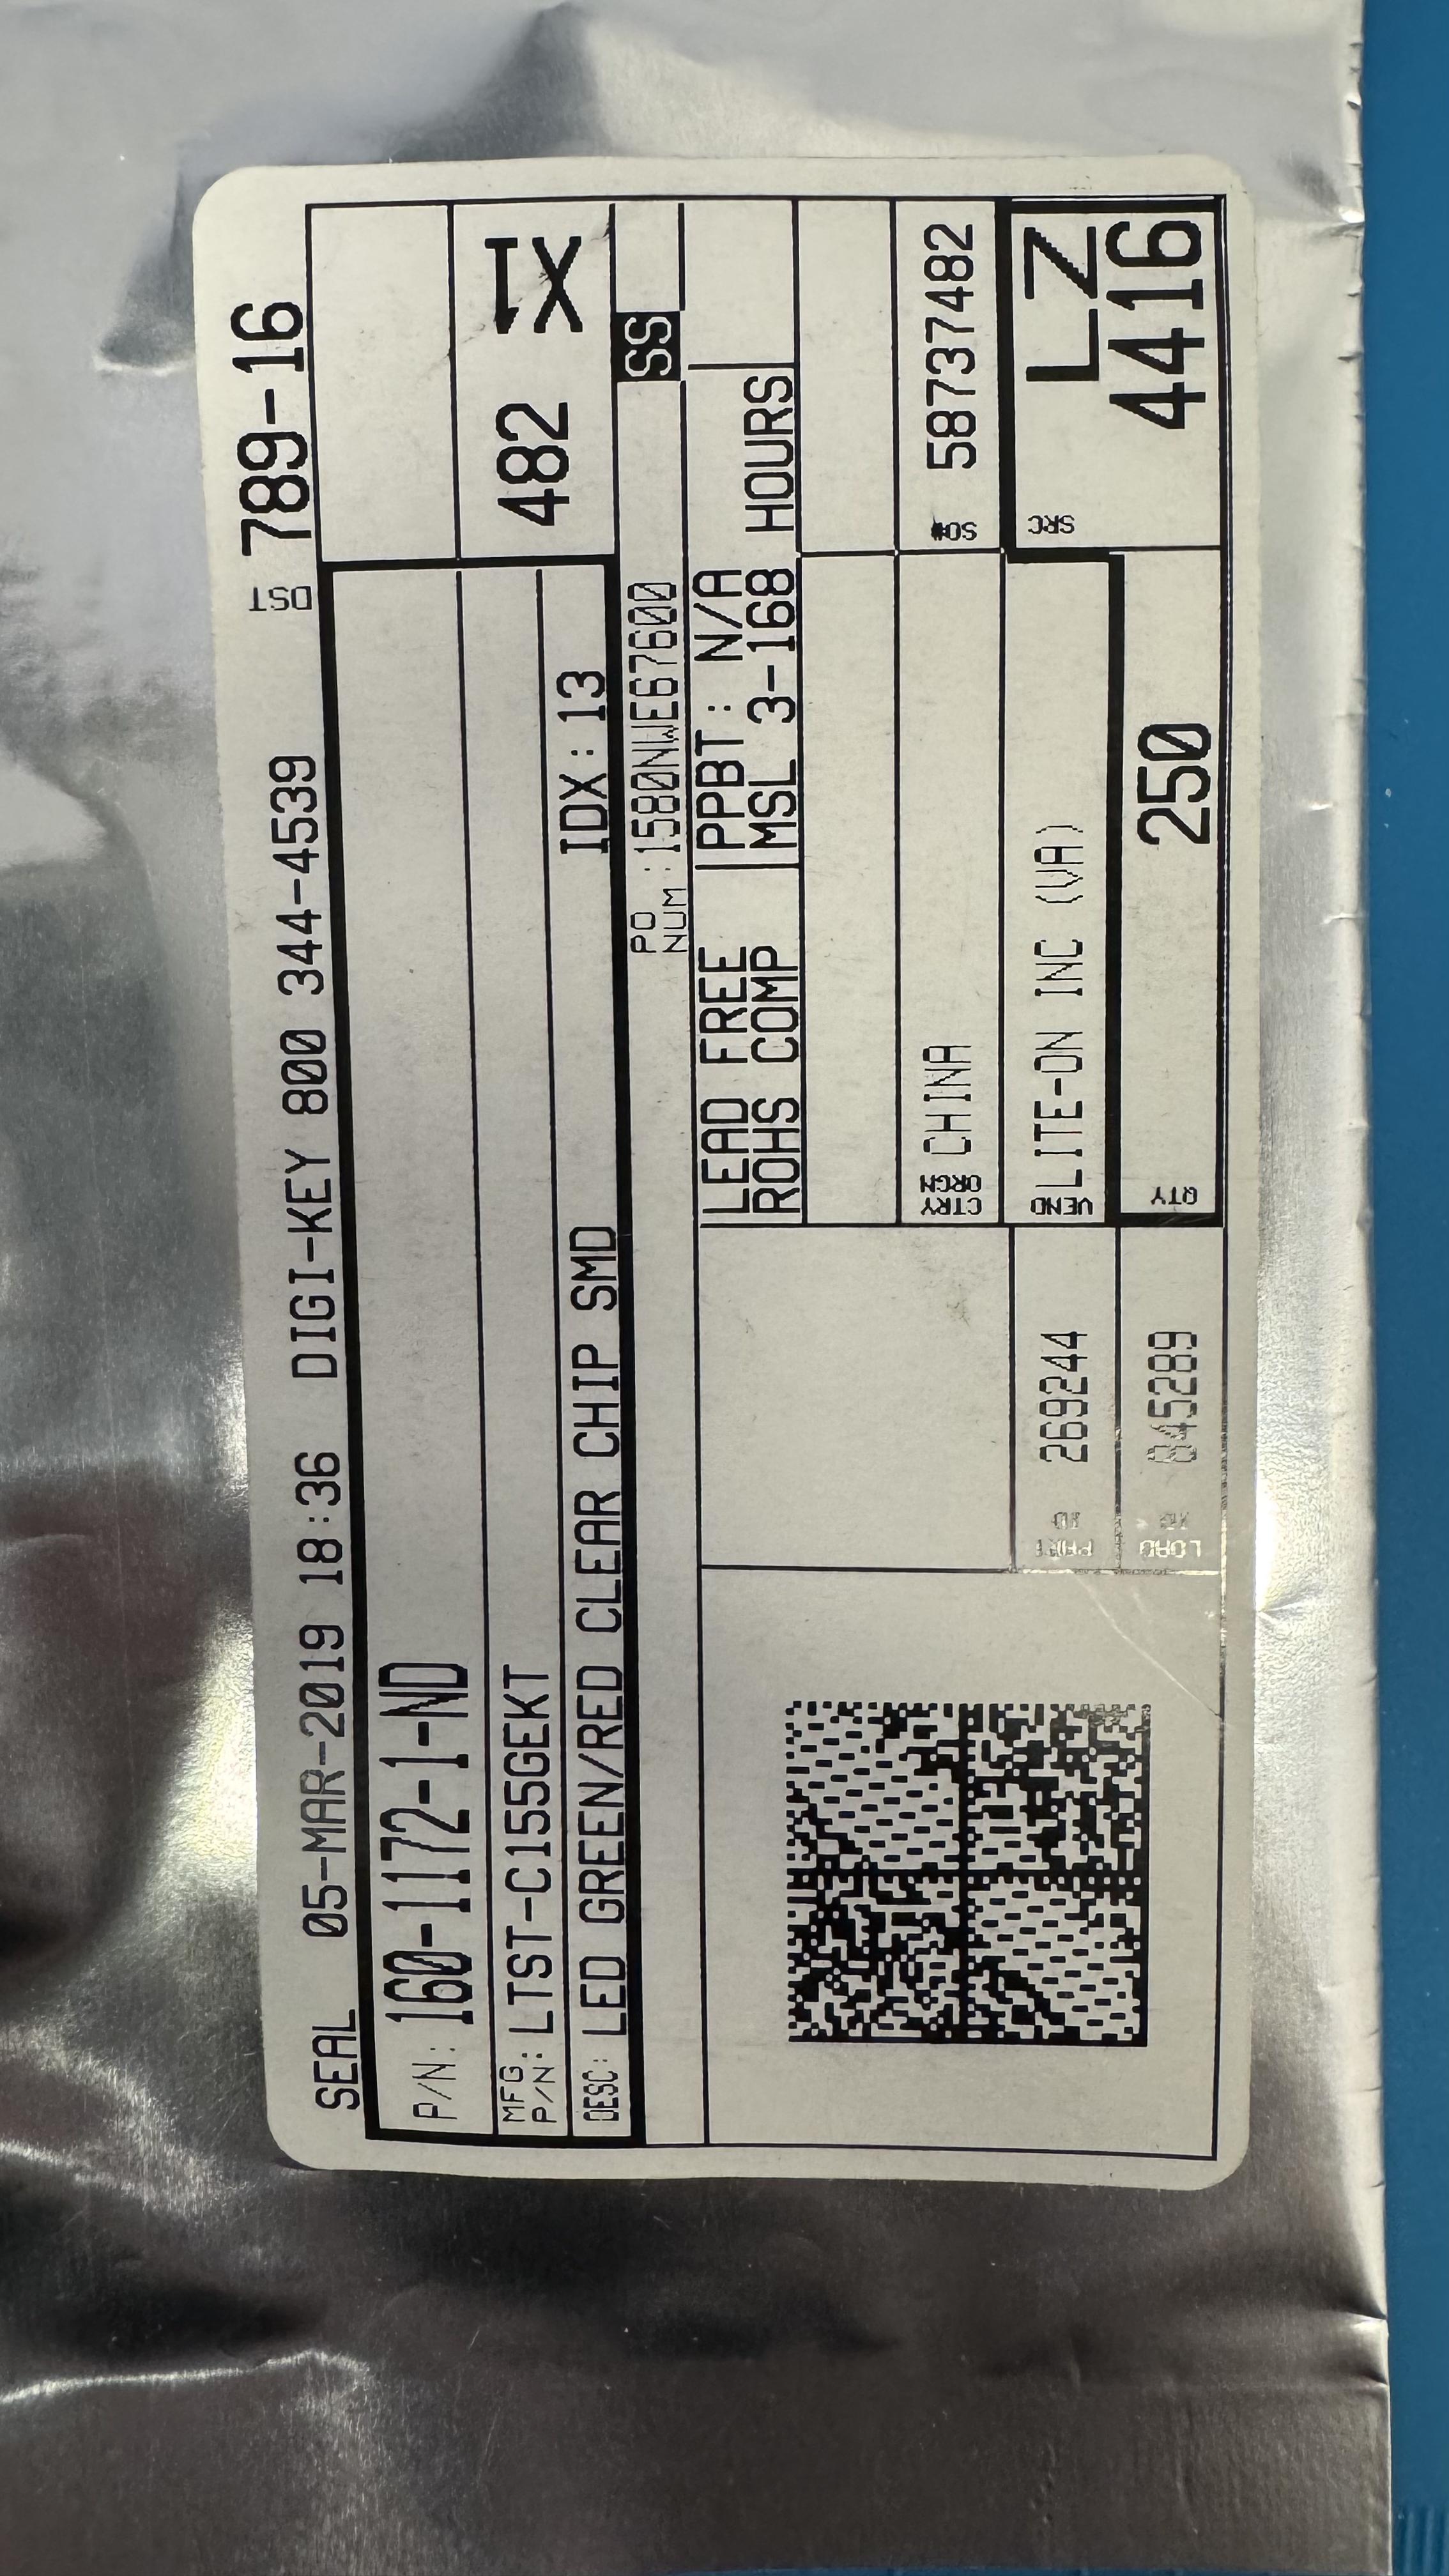 SEAL 05-MAR-2019 18:36 DIGI-KEY 800 344-4539 DST 789-16
P/N: 160-1172-1-ND
MFG P/N: LTST-C155GEKT
482 X1
DESC: LED GREEN/RED CLEAR CHIP SMD IDX:13
PO NUM :1580NWE67600 SS
LEAD FREE PPBT: N/A
ROHS COMP MSL 3-168 HOURS
CTRY ORGN CHINA SO# 58737482
PART ID 269244
VEND LITE-ON INC (VA)
SRC LZ
4416
LOAD ID 845289
QTY 250